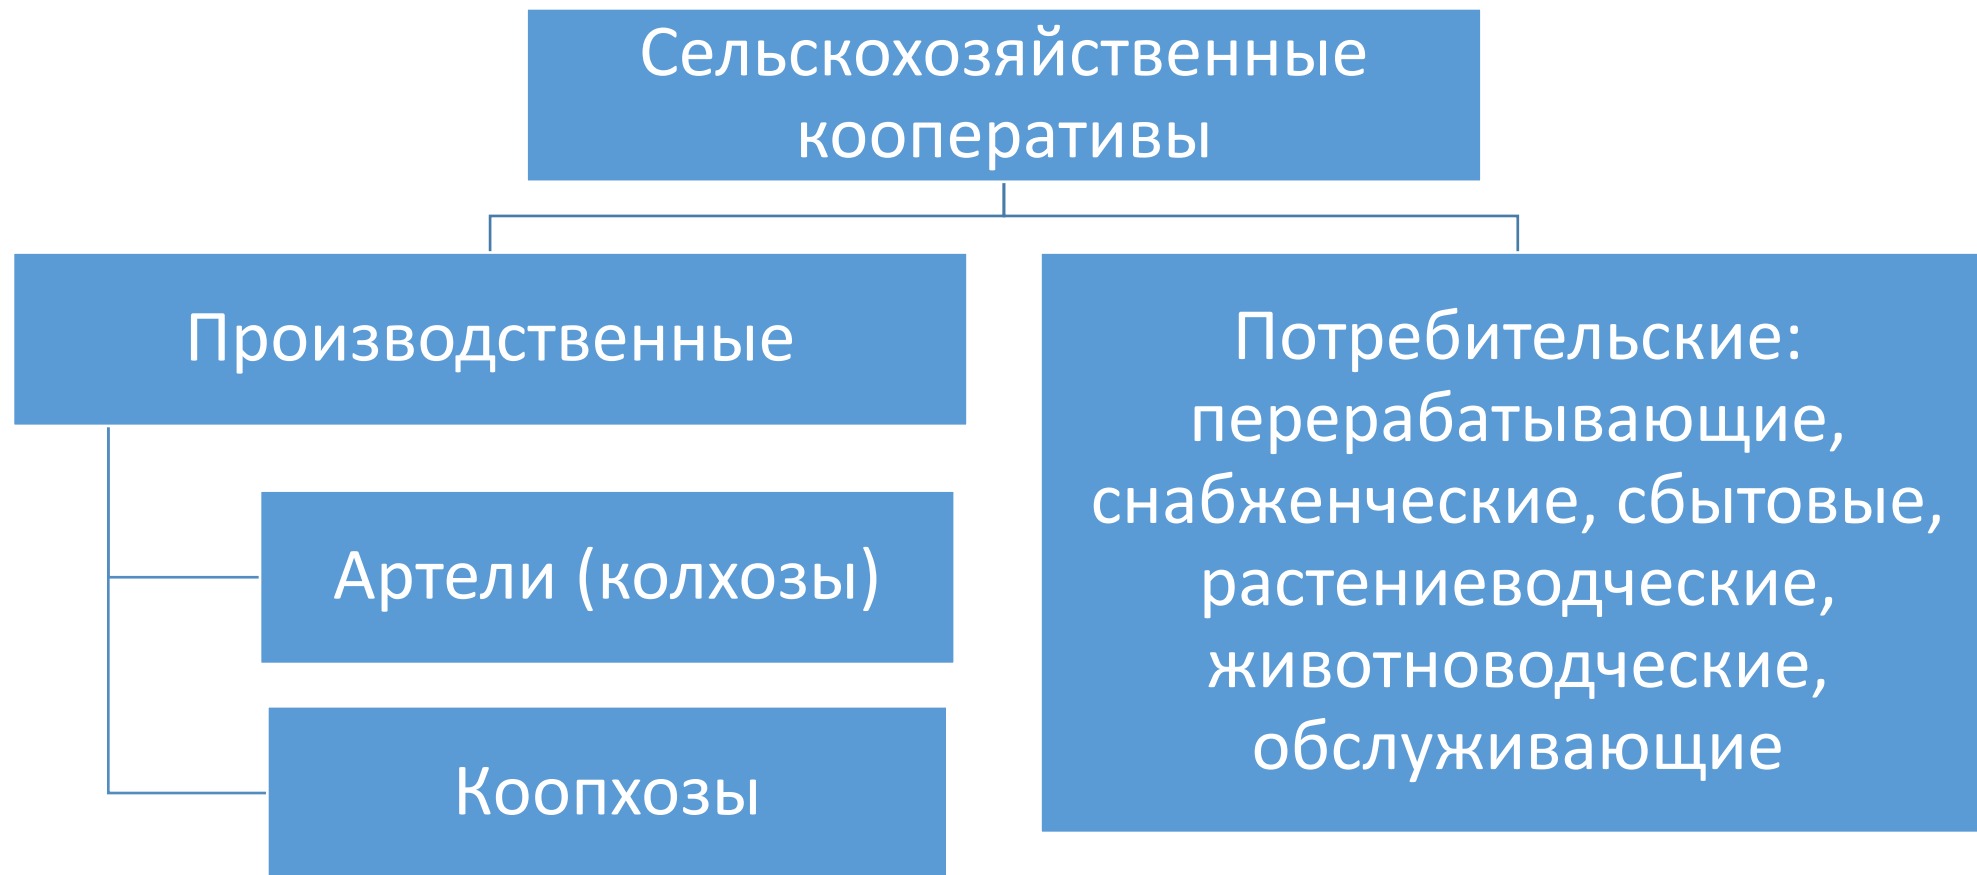 Сельскохозяйственные
кооперативы
Производственные
Артели (колхозы)
Коопхозы
Потребительские:
перерабатывающие,
снабженческие, сбытовые,
растениеводческие,
животноводческие,
обслуживающие